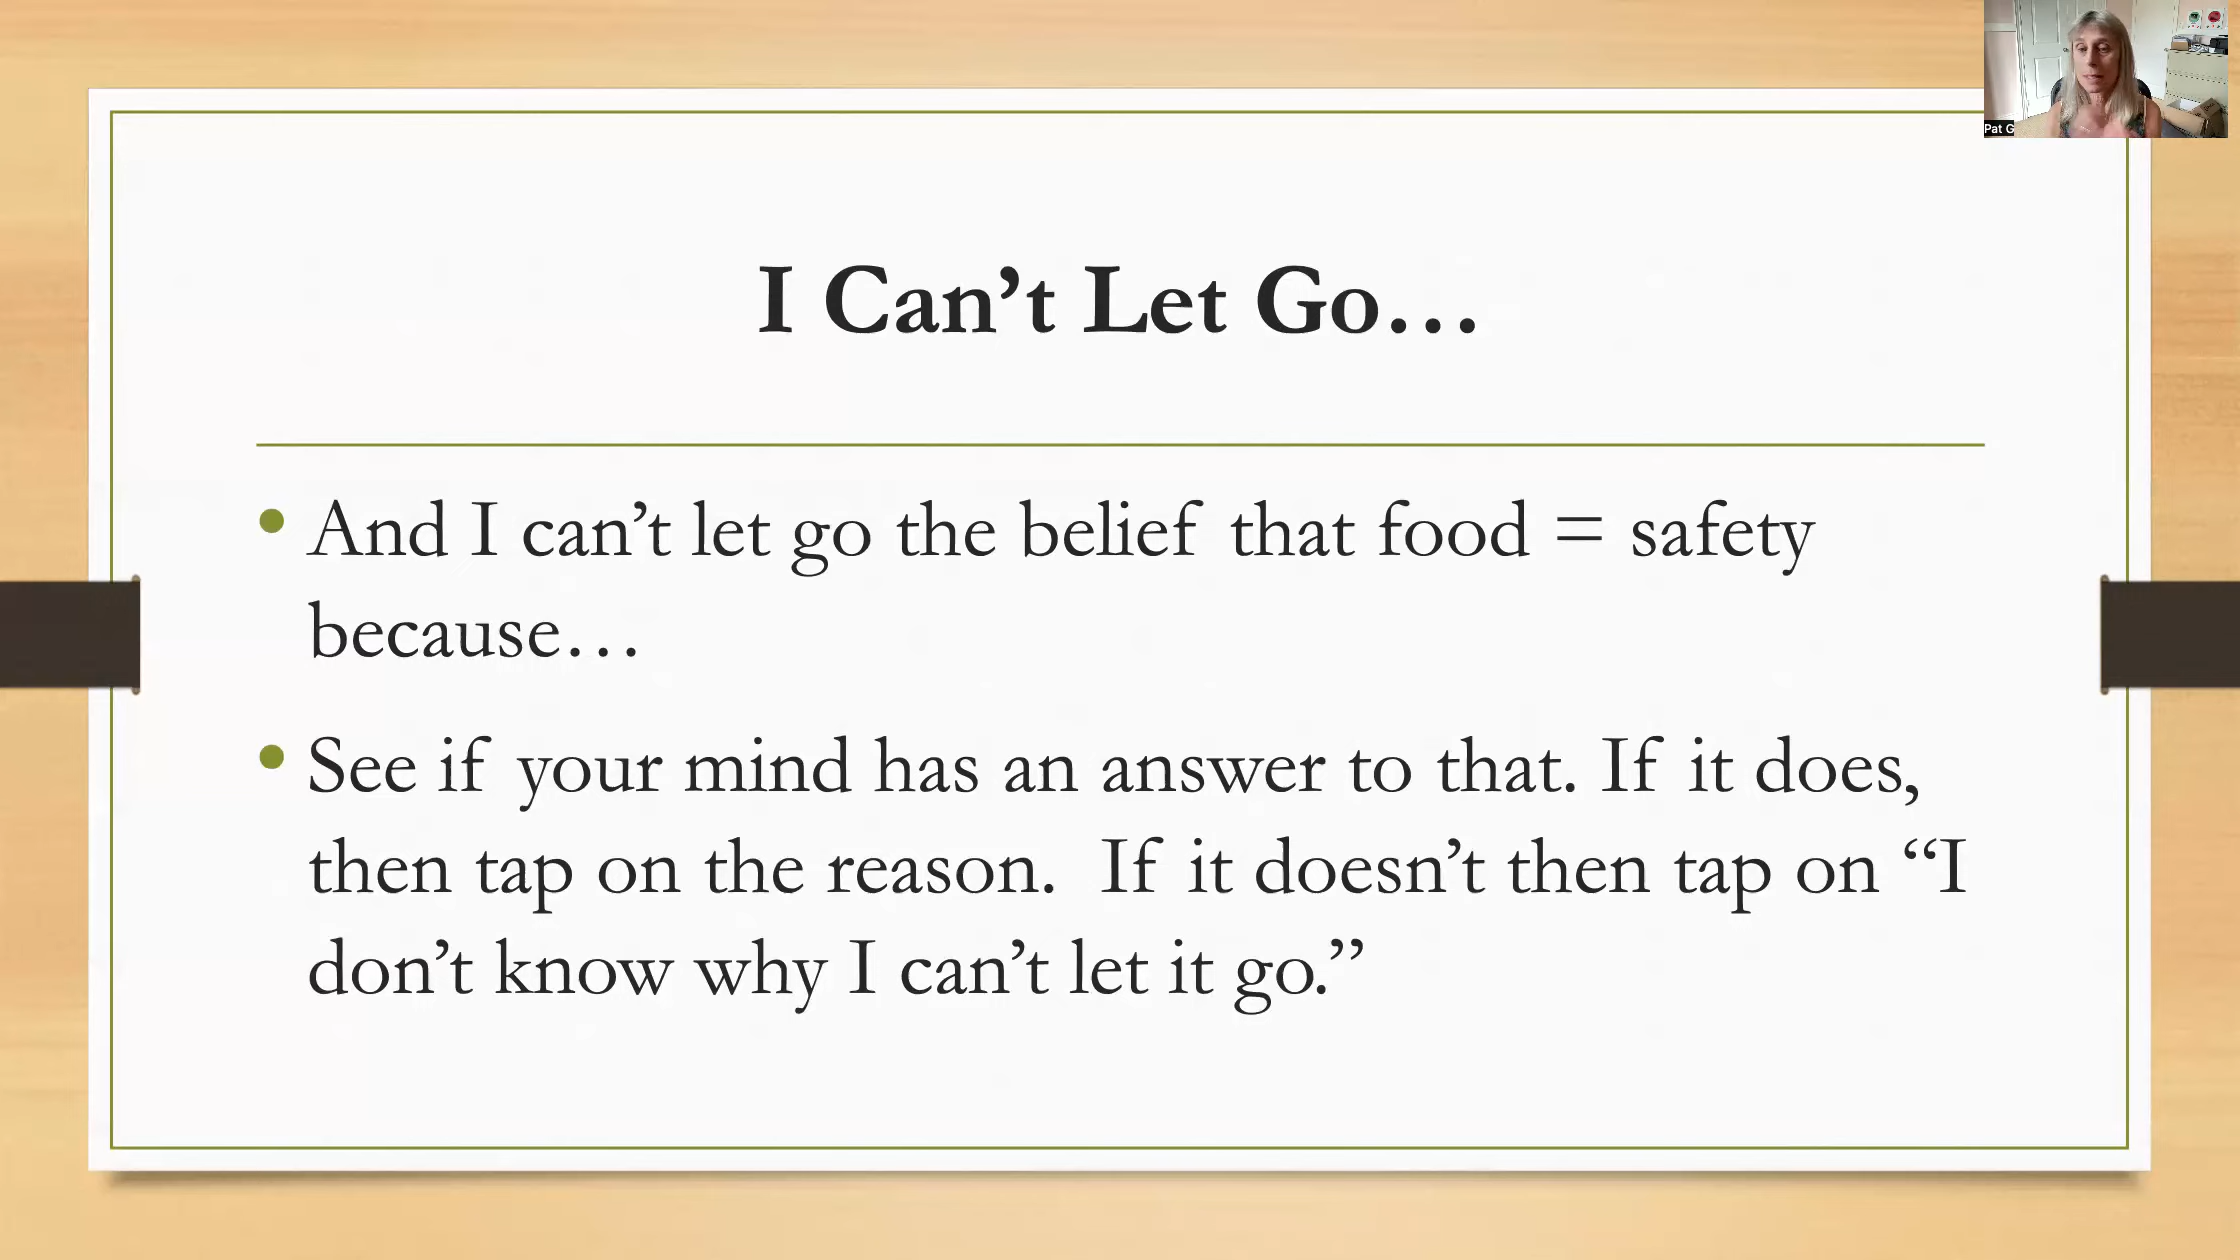 Pat G
I Can’t Let Go…
• And I can’t let go the belief that food = safety
because…
• See if your mind has an answer to that. If it does,
then tap on the reason. If it doesn’t then tap on “I
don’t know why I can’t let it go.”